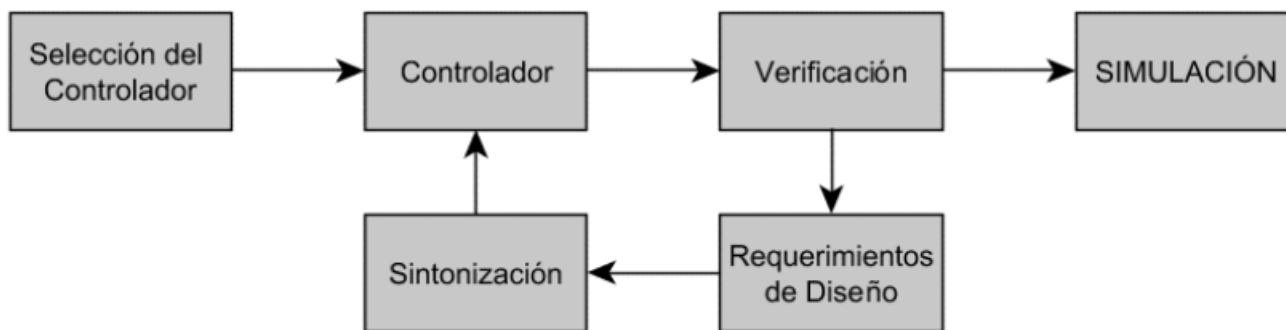 Selección del
Controlador
Controlador
Verificación
SIMULACIÓN
Sintonización
Requerimientos
de Diseño